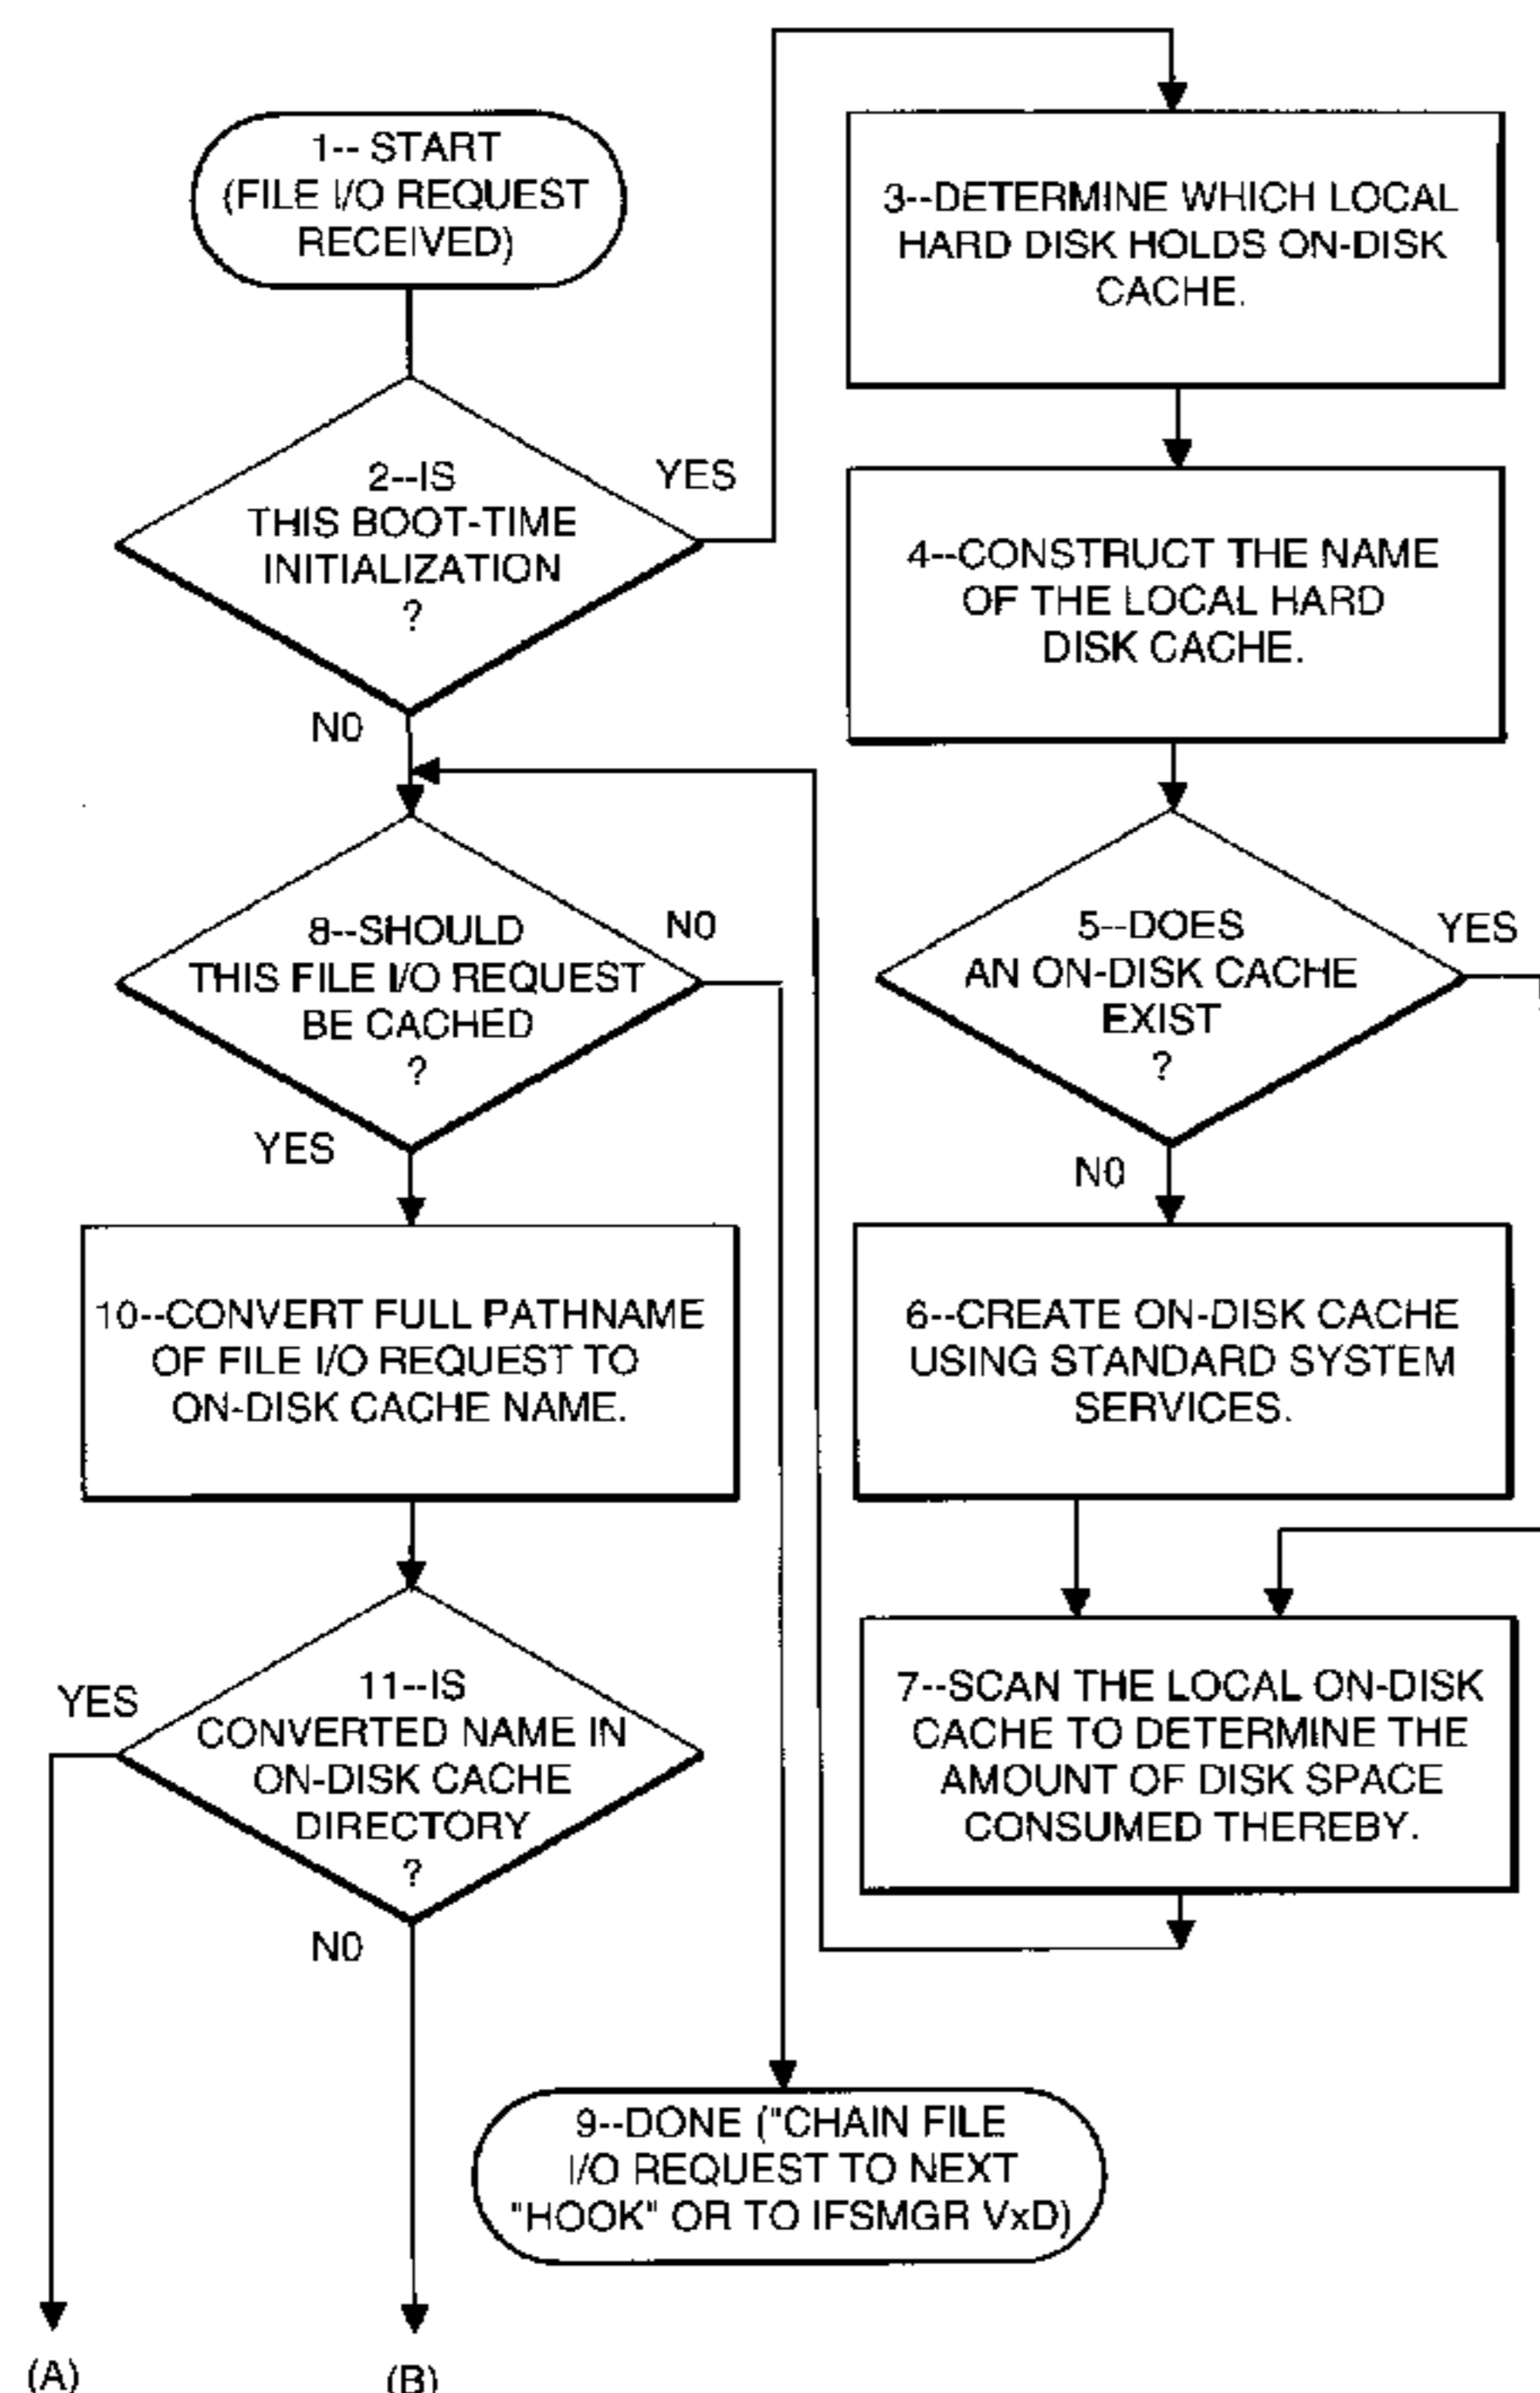 1-- START
(FILE I/O REQUEST
RECEIVED)
2--IS
THIS BOOT-TIME
INITIALIZATION
?
YES
NO
3--DETERMINE WHICH LOCAL
HARD DISK HOLDS ON-DISK
CACHE.
4--CONSTRUCT THE NAME
OF THE LOCAL HARD
DISK CACHE.
5--DOES
AN ON-DISK CACHE
EXIST
?
YES
NO
6--CREATE ON-DISK CACHE
USING STANDARD SYSTEM
SERVICES.
7--SCAN THE LOCAL ON-DISK
CACHE TO DETERMINE THE
AMOUNT OF DISK SPACE
CONSUMED THEREBY.
8--SHOULD
THIS FILE I/O REQUEST
BE CACHED
?
NO
YES
10--CONVERT FULL PATHNAME
OF FILE I/O REQUEST TO
ON-DISK CACHE NAME.
11--IS
CONVERTED NAME IN
ON-DISK CACHE
DIRECTORY
?
YES
NO
9--DONE ("CHAIN FILE
I/O REQUEST TO NEXT
"HOOK" OR TO IFSMGR VxD)
(A)
(B)